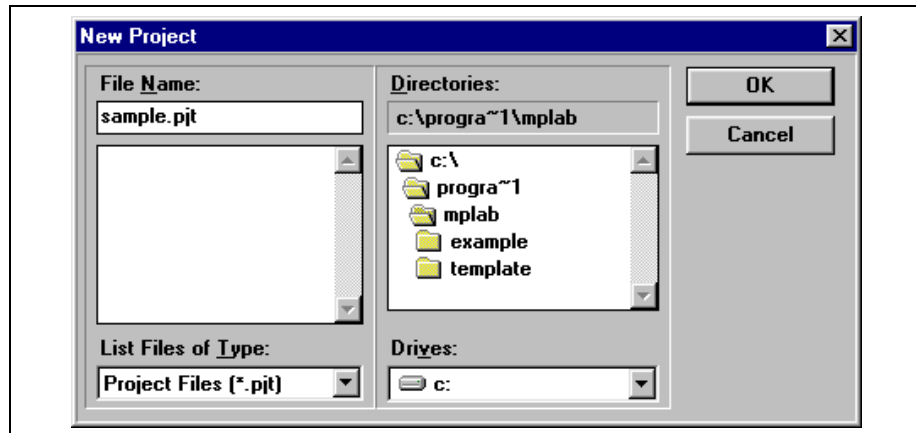 New Project
File Name:
sample.pjt
List Files of Type:
Project Files (*.pjt)
Directories:
c:\progra~1\mplab
c:\
progra~1
mplab
example
template
Drives:
c:
OK
Cancel